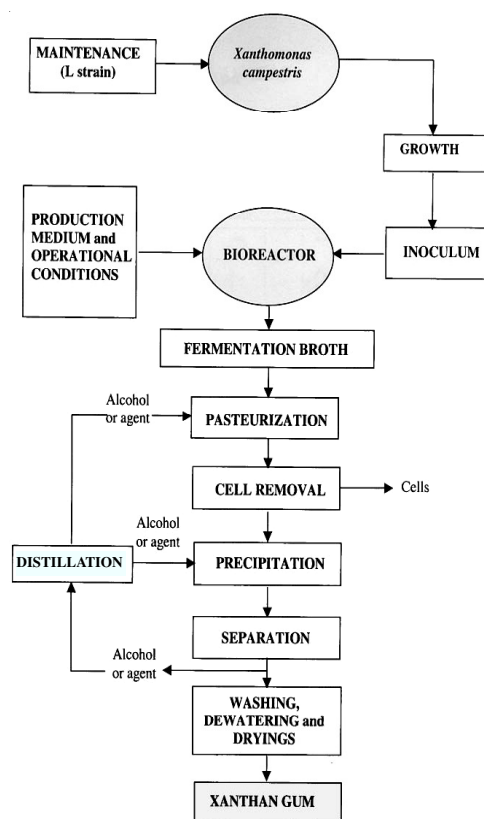 MAINTENANCE
(L strain)
Xanthomonas
campestris
GROWTH
PRODUCTION
MEDIUM and
OPERATIONAL
CONDITIONS
BIOREACTOR
INOCULUM
FERMENTATION BROTH
Alcohol
or agent
PASTEURIZATION
CELL REMOVAL
Cells
Alcohol
or agent
DISTILLATION
PRECIPITATION
SEPARATION
Alcohol
or agent
WASHING,
DEWATERING and
DRYINGS
XANTHAN GUM